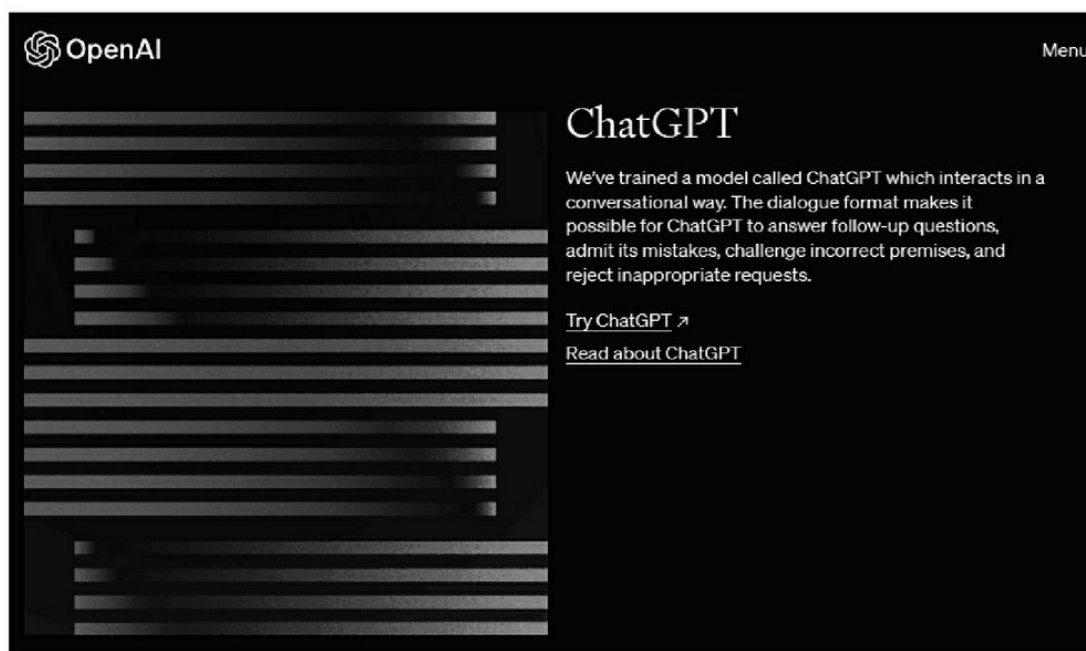 OpenAI
Menu
ChatGPT
We've trained a model called ChatGPT which interacts in a
conversational way. The dialogue format makes it
possible for ChatGPT to answer follow-up questions,
admit its mistakes, challenge incorrect premises, and
reject inappropriate requests.
Try ChatGPT ↗
Read about ChatGPT